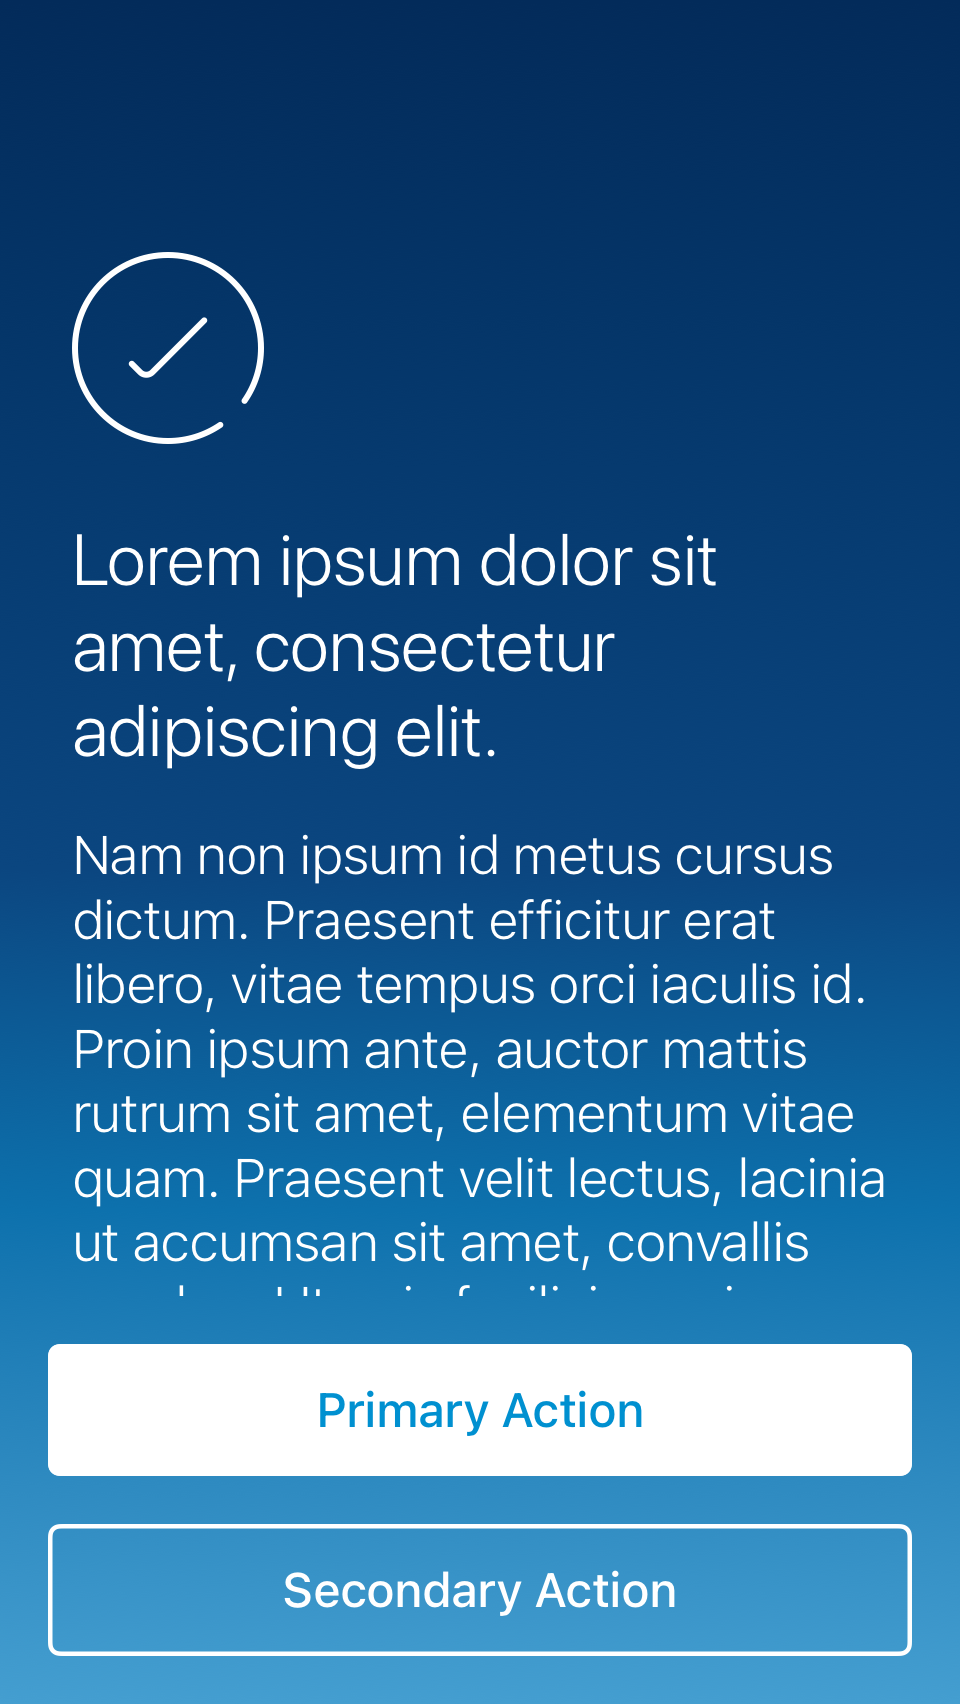 Lorem ipsum dolor sit
amet, consectetur
adipiscing elit.
Nam non ipsum id metus cursus
dictum. Praesent efficitur erat
libero, vitae tempus orci iaculis id.
Proin ipsum ante, auctor mattis
rutrum sit amet, elementum vitae
quam. Praesent velit lectus, lacinia
ut accumsan sit amet, convallis
Primary Action
Secondary Action